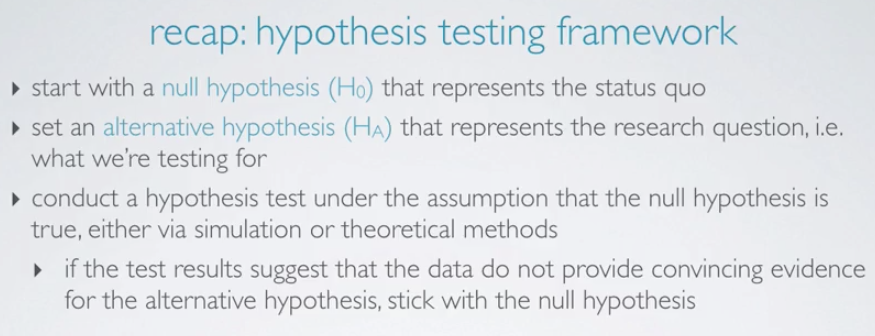 recap: hypothesis testing framework
▸ start with a null hypothesis (H₀) that represents the status quo
▸ set an alternative hypothesis (Hᴀ) that represents the research question, i.e.
what we're testing for
▸ conduct a hypothesis test under the assumption that the null hypothesis is
true, either via simulation or theoretical methods
▸ if the test results suggest that the data do not provide convincing evidence
for the alternative hypothesis, stick with the null hypothesis